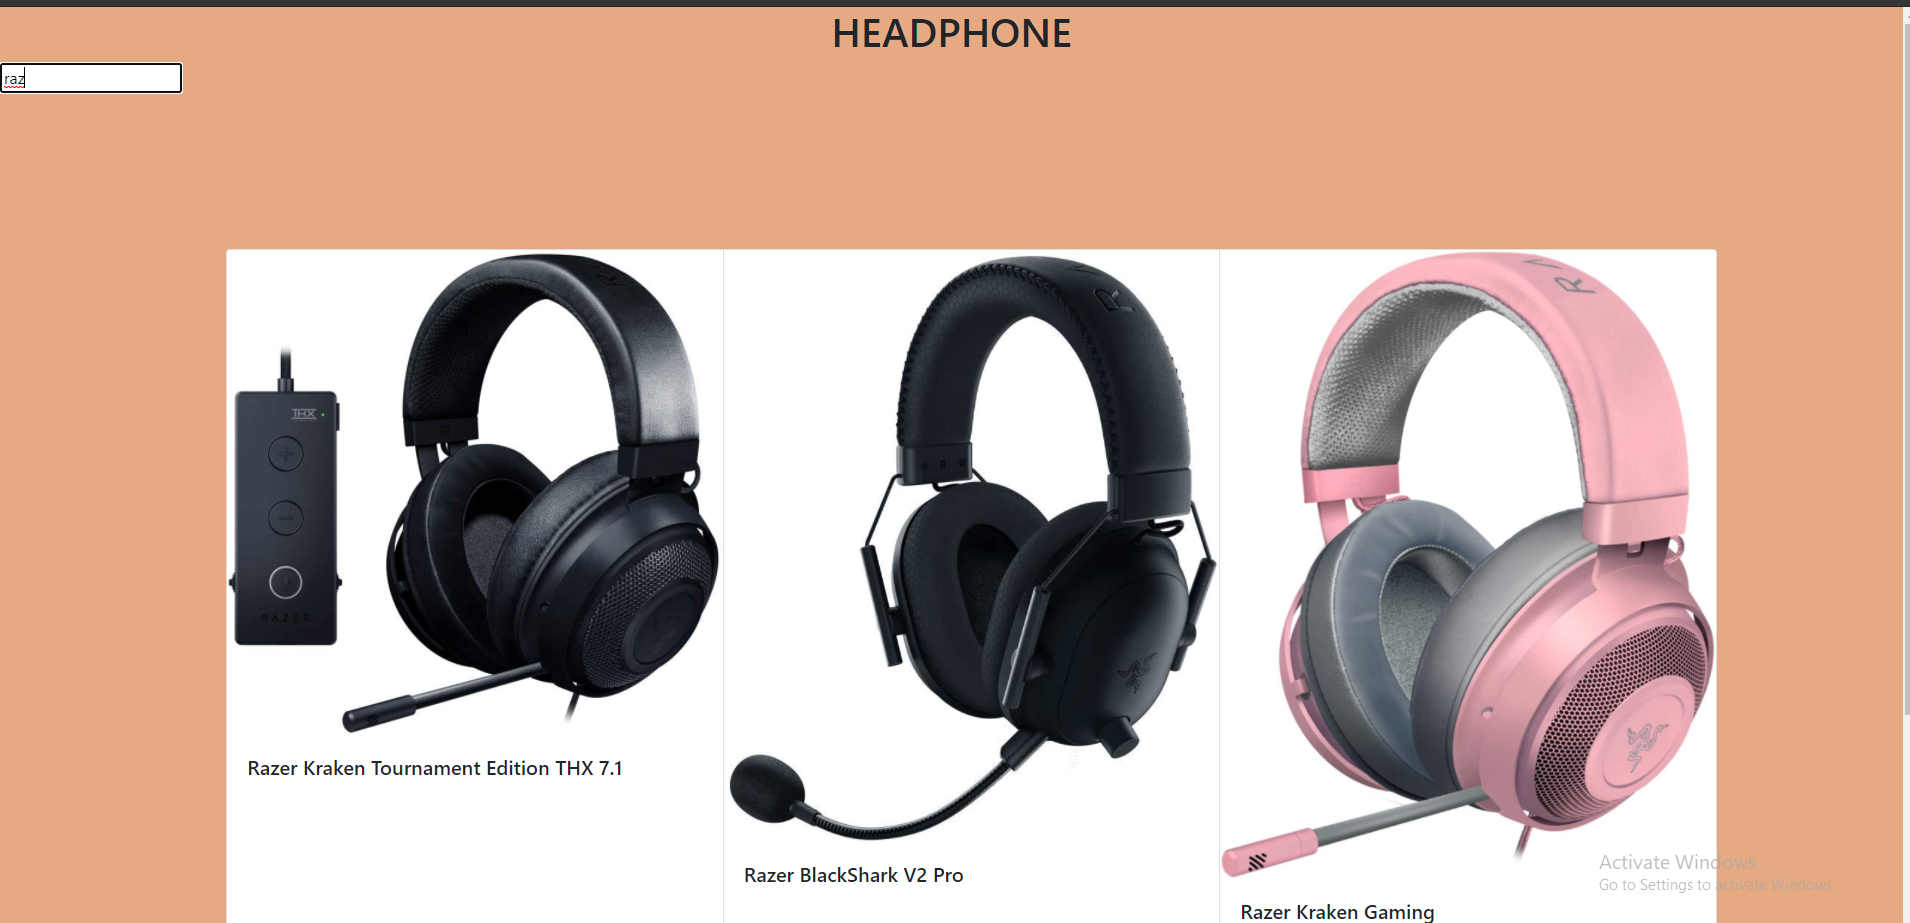 HEADPHONE
raz
THX
RAZER
Razer Kraken Tournament Edition THX 7.1
R
Razer BlackShark V2 Pro
R
Razer Kraken Gaming
Activate Windows
Go to Settings to activate Windows.